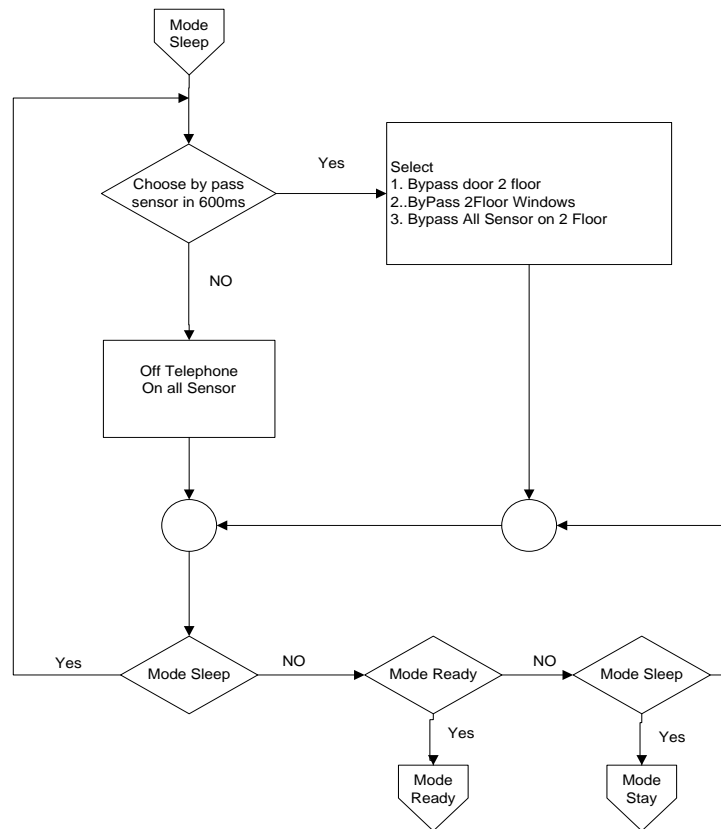 Mode
Sleep
Choose by pass
sensor in 600ms
Yes
Select
1. Bypass door 2 floor
2..ByPass 2Floor Windows
3. Bypass All Sensor on 2 Floor
NO
Off Telephone
On all Sensor
Yes
Mode Sleep
NO
Mode Ready
NO
Mode Sleep
Yes
Yes
Mode
Ready
Mode
Stay